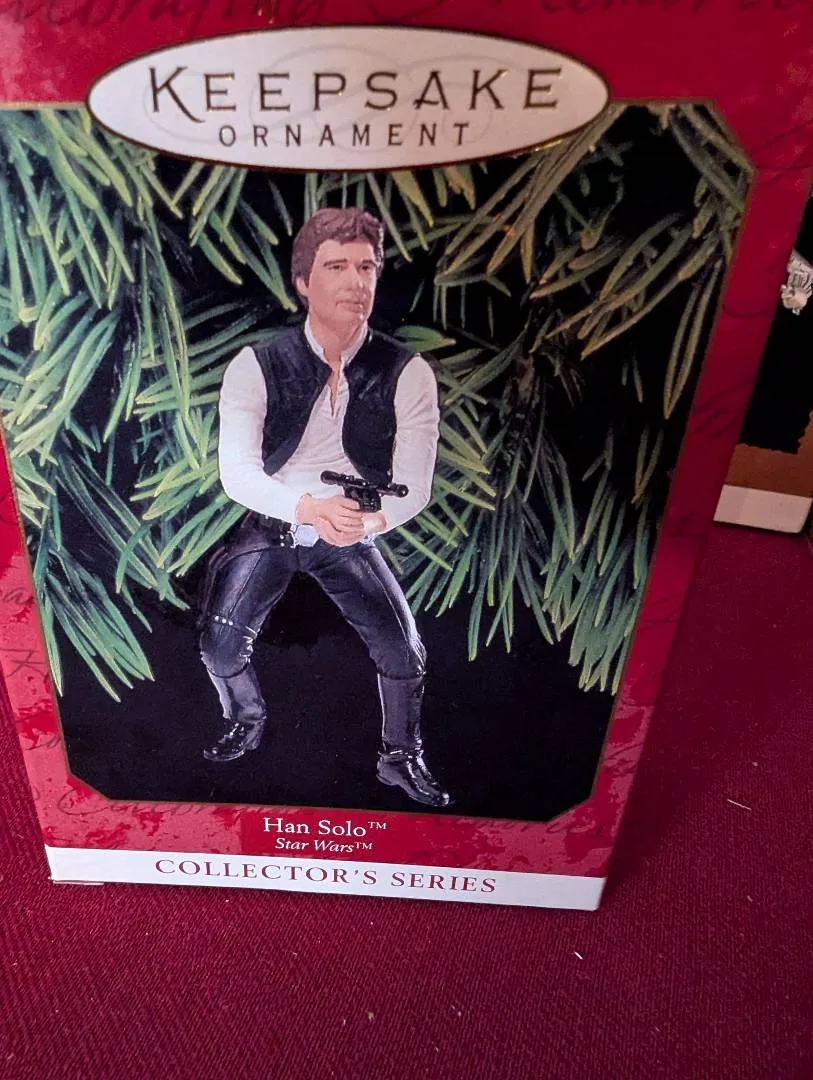 KEEPSAKE
ORNAMENT
Han Solo™
Star Wars™
COLLECTOR'S SERIES